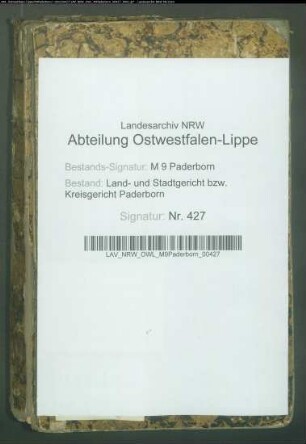 Landesarchiv NRW
Abteilung Ostwestfalen-Lippe
Bestands-Signatur: M 9 Paderborn
Bestand: Land- und Stadtgericht bzw.
Kreisgericht Paderborn
Signatur: Nr. 427
LAV_NRW_OWL_M9Paderborn_00427